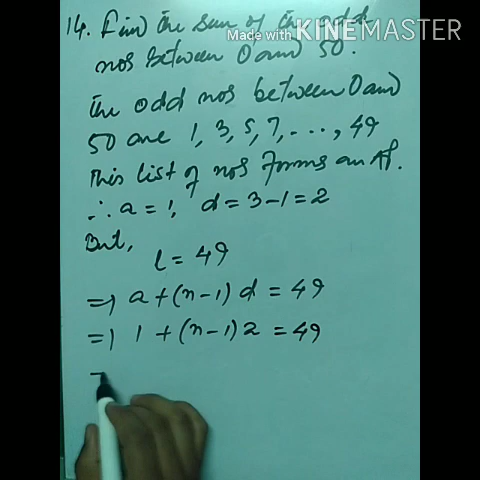 14. Find the sum of the odd
Made with KINEMASTER
nos between 0 and 50.
The odd nos between 0 and
50 are 1, 3, 5, 7, ..., 49
This list of nos forms an AP.
∴ a = 1, d = 3-1 = 2
But,
l = 49
=) a + (n-1) d = 49
=) 1 + (n-1) 2 = 49